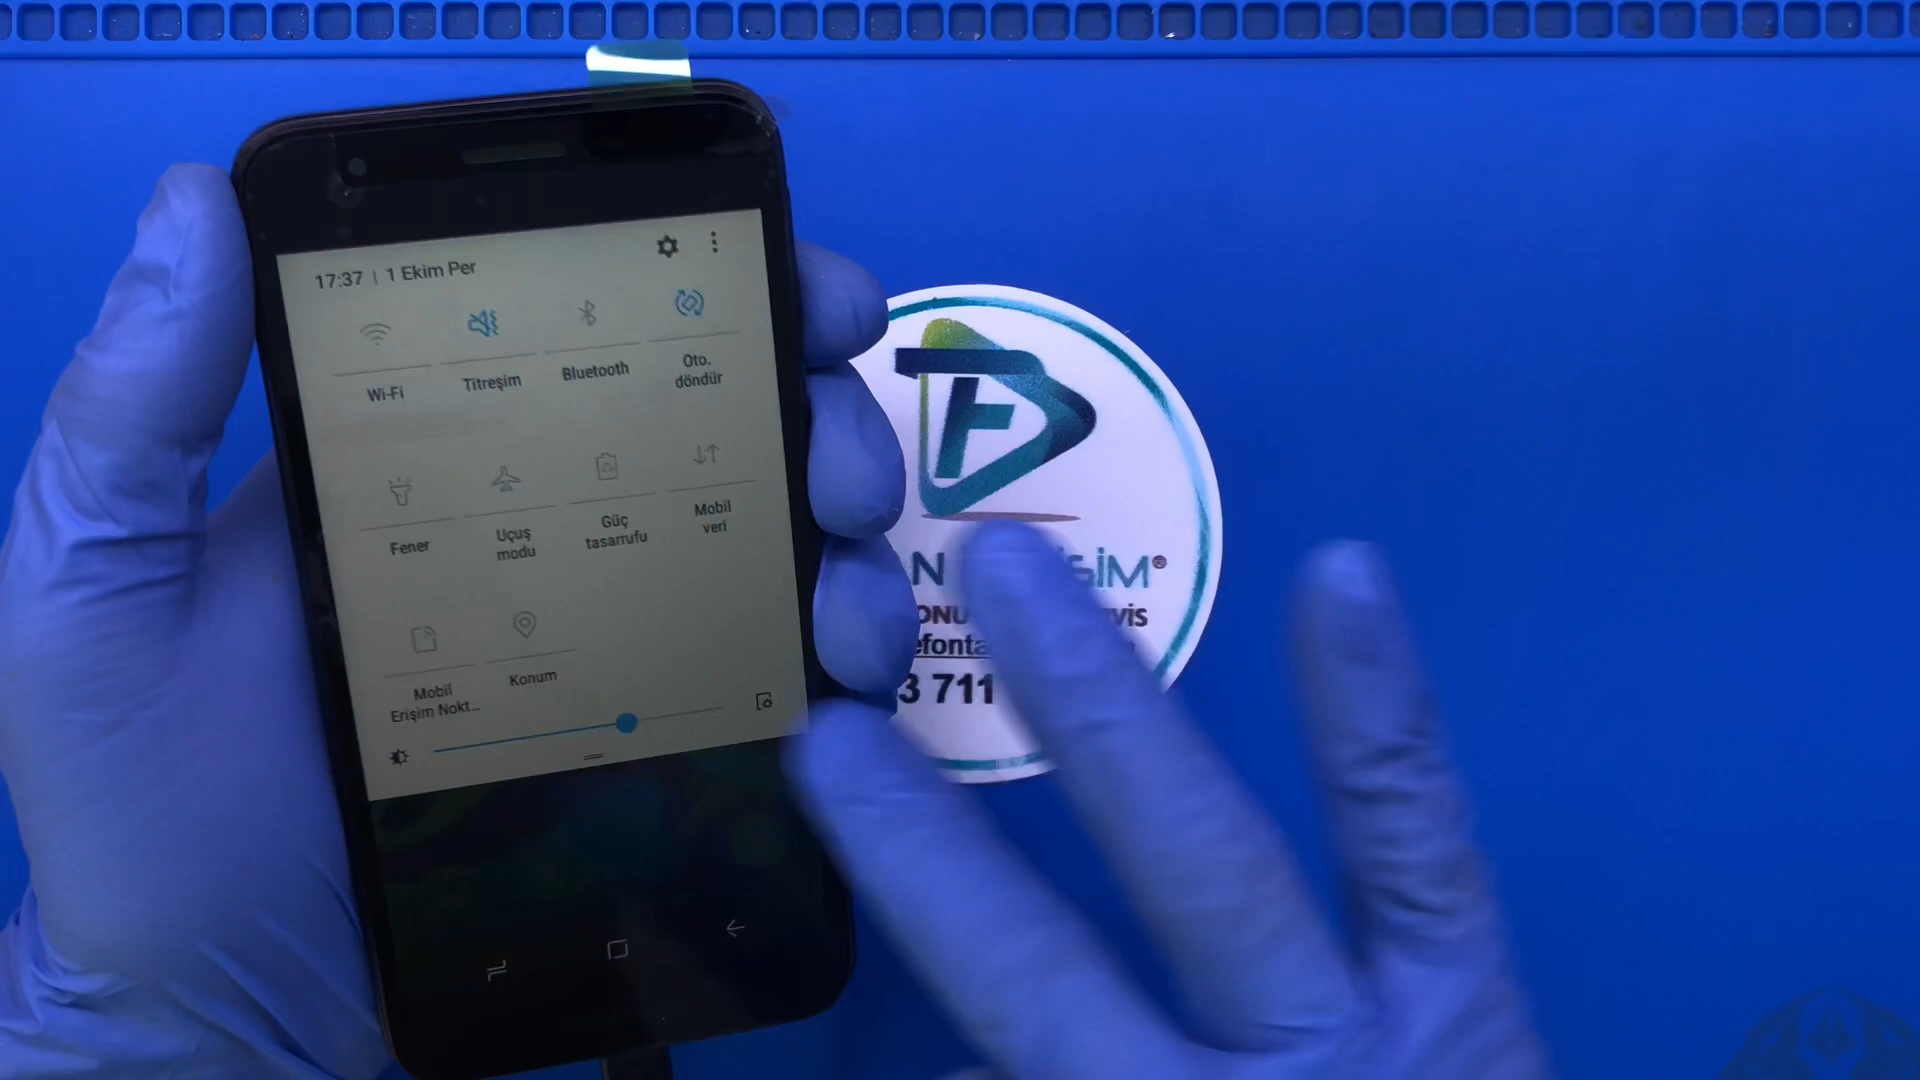 17:37 | 1 Ekim Per
Wi-Fi
Titreşim
Bluetooth
Oto.
döndür
Fener
Uçuş
modu
Güç
tasarrufu
Mobil
veri
Mobil
Erişim Nokt...
Konum
3 711